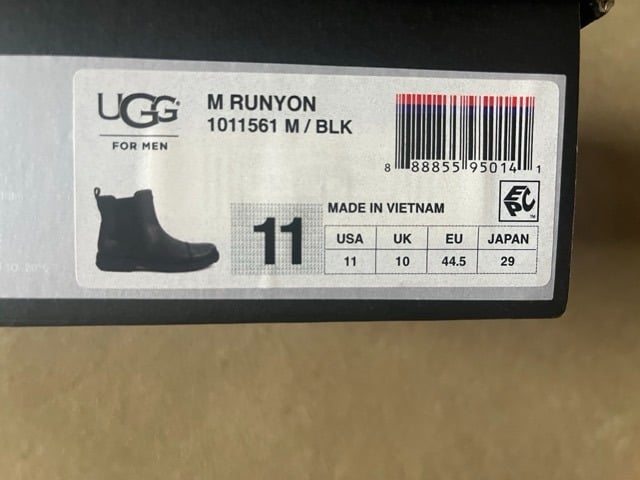 UGG
FOR MEN
M RUNYON
1011561 M / BLK
8 88855 95014 1
EPC
11
MADE IN VIETNAM
USA UK EU JAPAN
11 10 44.5 29